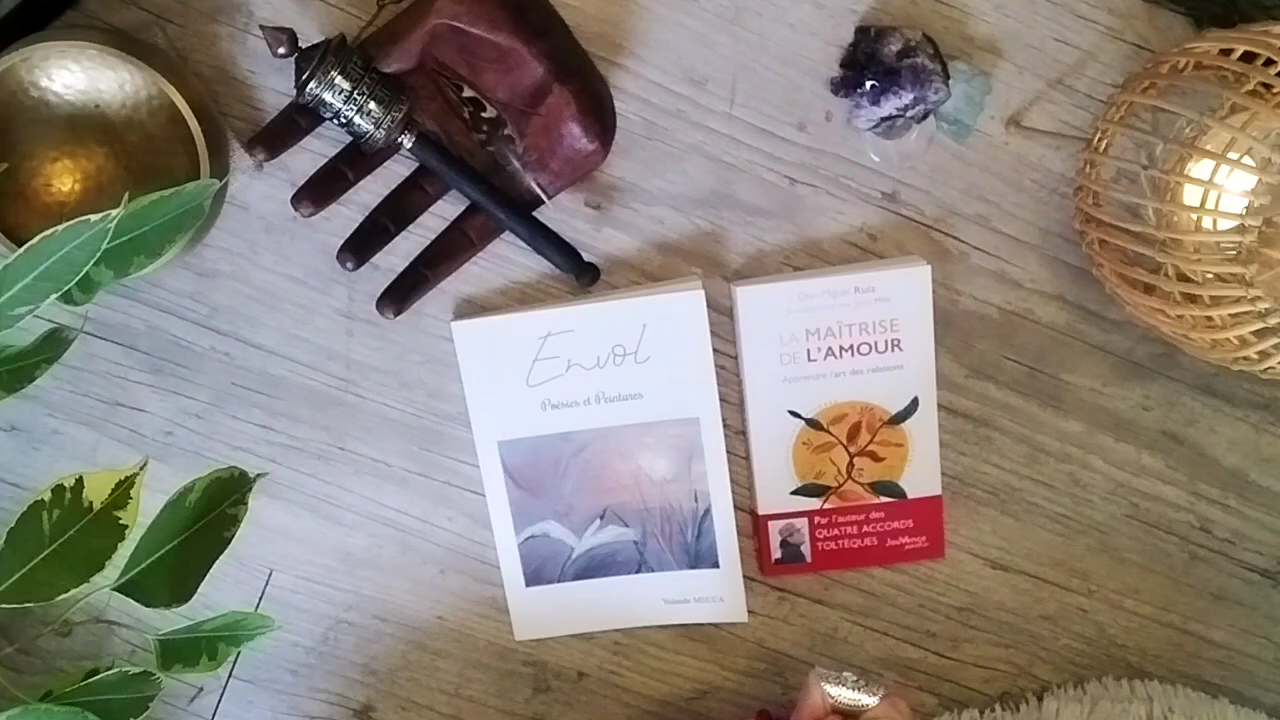 Envol
Poésies et Peintures
Yolande MECCA
Don Miguel Ruiz
LA MAÎTRISE
DE L'AMOUR
Apprendre l'art des relations
Par l'auteur des
QUATRE ACCORDS
TOLTÈQUES
Jouvence